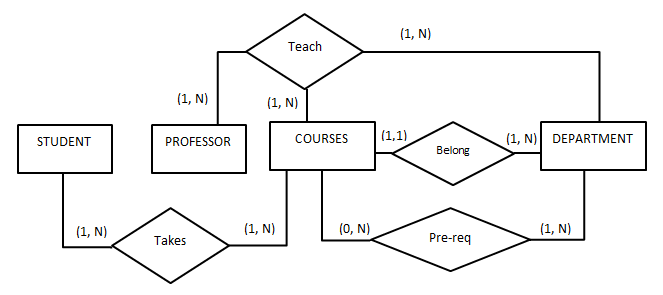 Teach
(1, N)
(1, N)
(1, N)
STUDENT
PROFESSOR
COURSES
(1,1)
Belong
(1, N)
DEPARTMENT
(1, N)
Takes
(1, N)
(0, N)
Pre-req
(1, N)